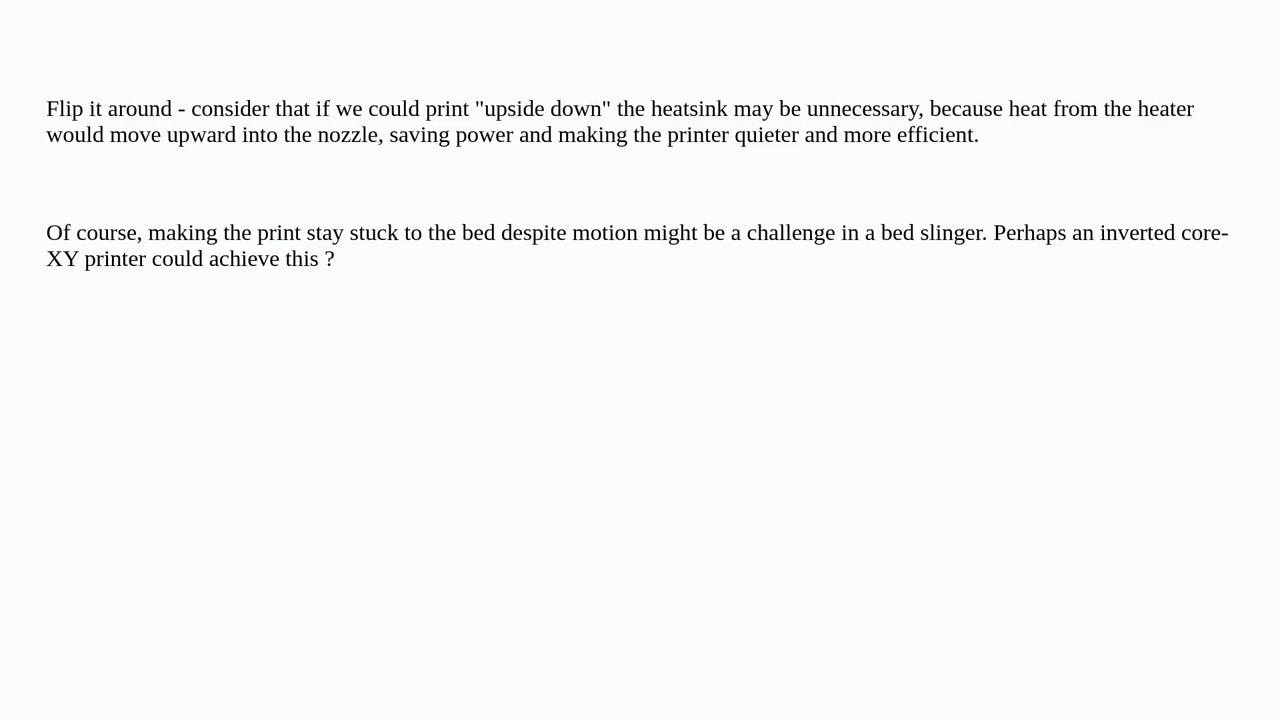 Flip it around - consider that if we could print "upside down" the heatsink may be unnecessary, because heat from the heater
would move upward into the nozzle, saving power and making the printer quieter and more efficient.
Of course, making the print stay stuck to the bed despite motion might be a challenge in a bed slinger. Perhaps an inverted core-
XY printer could achieve this ?